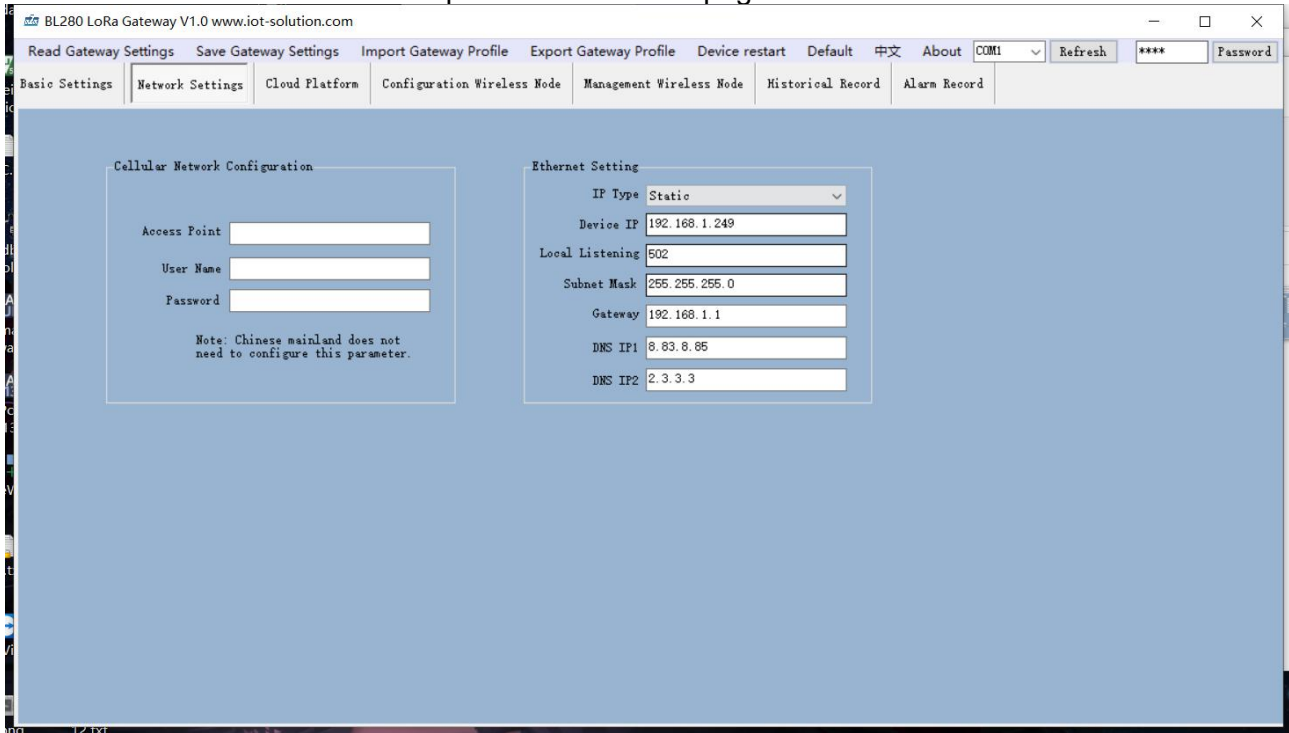 BL280 LoRa Gateway V1.0 www.iot-solution.com
Read Gateway Settings Save Gateway Settings Import Gateway Profile Export Gateway Profile Device restart Default 中文 About COM1 Refresh **** Password
Basic Settings Network Settings Cloud Platform Configuration Wireless Node Management Wireless Node Historical Record Alarm Record
Cellular Network Configuration
Access Point
User Name
Password
Note: Chinese mainland does not
need to configure this parameter.
Ethernet Setting
IP Type Static
Device IP 192.168.1.249
Local Listening 502
Subnet Mask 255.255.255.0
Gateway 192.168.1.1
DNS IP1 8.83.8.85
DNS IP2 2.3.3.3